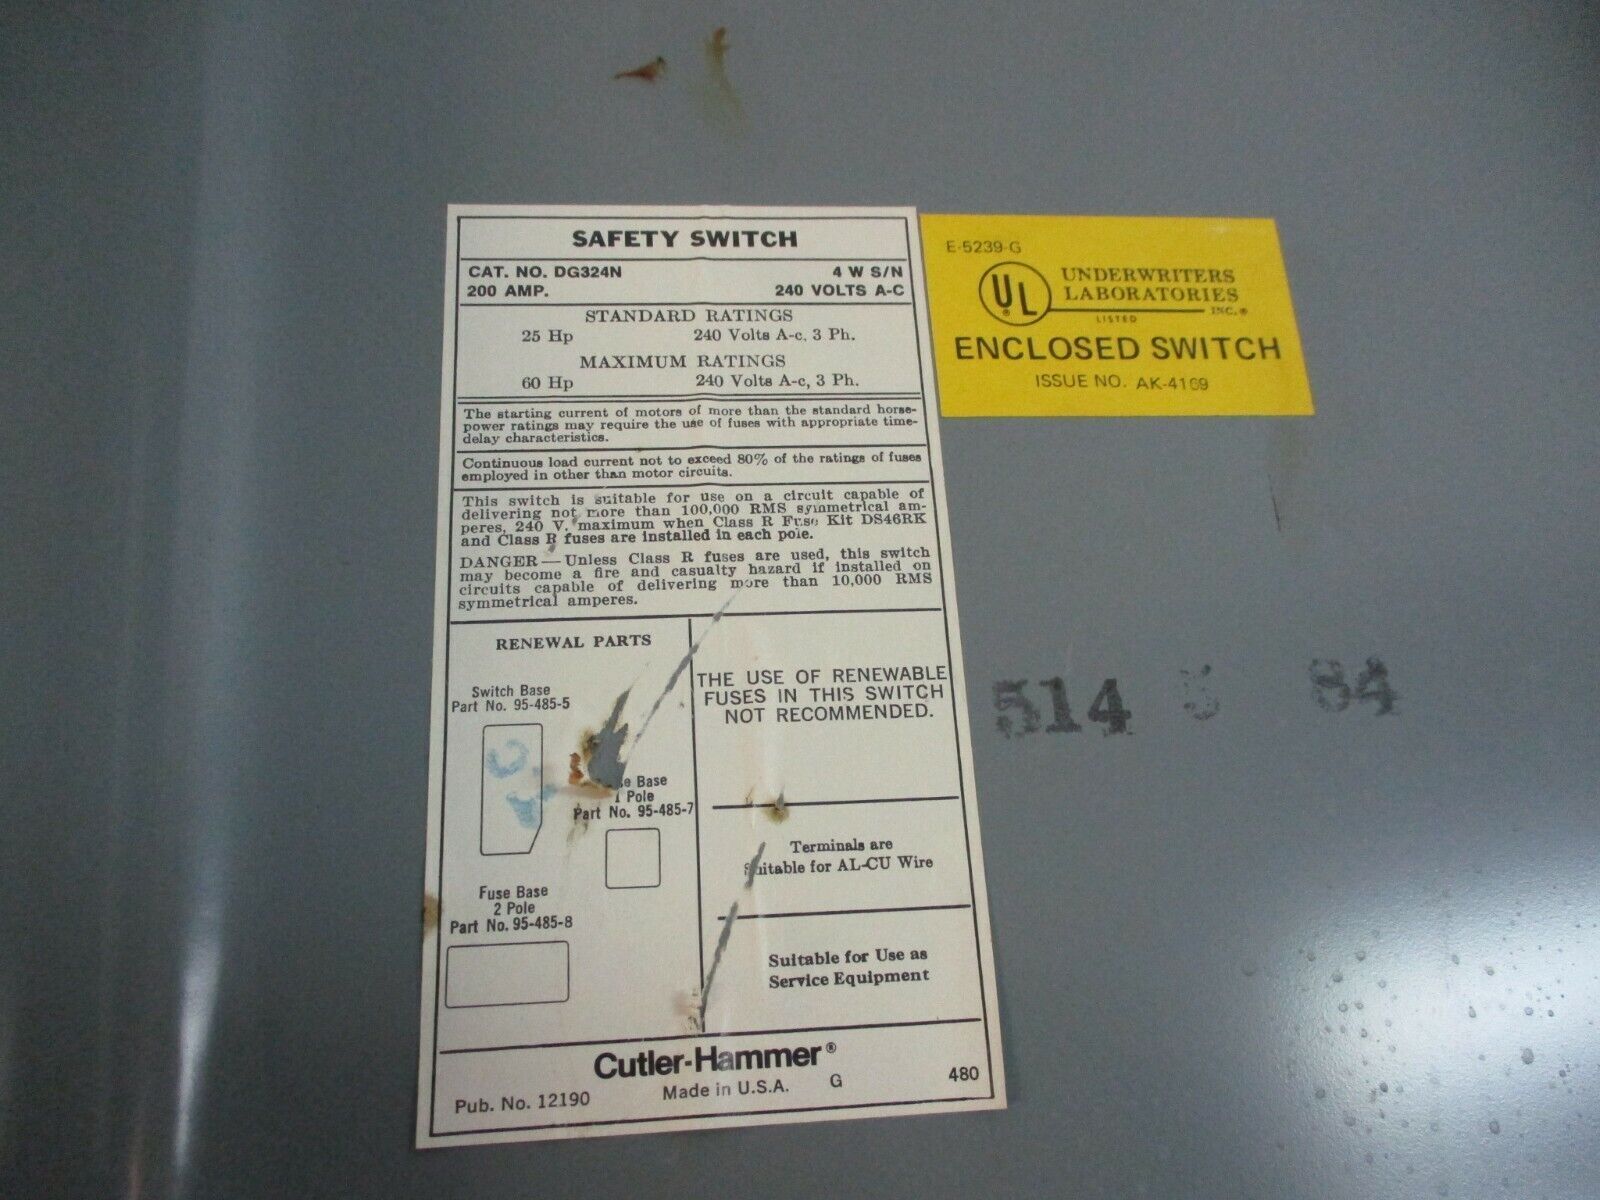 SAFETY SWITCH
CAT. NO. DG324N 4 W S/N
200 AMP. 240 VOLTS A-C
STANDARD RATINGS
25 Hp 240 Volts A-c, 3 Ph.
MAXIMUM RATINGS
60 Hp 240 Volts A-c, 3 Ph.
The starting current of motors of more than the standard horse-
power ratings may require the use of fuses with appropriate time-
delay characteristics.
Continuous load current not to exceed 80% of the ratings of fuses
employed in other than motor circuits.
This switch is suitable for use on a circuit capable of
delivering not more than 100,000 RMS symmetrical am-
peres, 240 V. maximum when Class R Fuse Kit DS46RK
and Class R fuses are installed in each pole.
DANGER — Unless Class R fuses are used, this switch
may become a fire and casualty hazard if installed on
circuits capable of delivering more than 10,000 RMS
symmetrical amperes.
RENEWAL PARTS
Switch Base
Part No. 95-485-5
Base
1 Pole
Part No. 95-485-7
Fuse Base
2 Pole
Part No. 95-485-8
THE USE OF RENEWABLE
FUSES IN THIS SWITCH
NOT RECOMMENDED.
Terminals are
Suitable for AL-CU Wire
Suitable for Use as
Service Equipment
Cutler-Hammer®
Pub. No. 12190 Made in U.S.A. G 480
E-5239-G
UL ®
UNDERWRITERS
LABORATORIES
INC.®
LISTED
ENCLOSED SWITCH
ISSUE NO. AK-4169
514 84